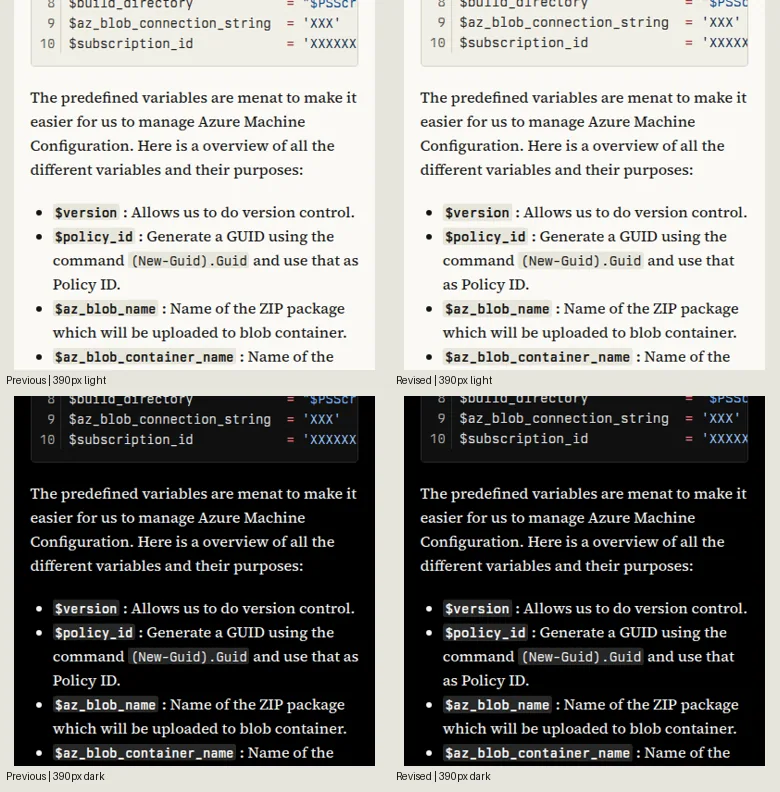 8 $build_directory = "$PSScr
9 $az_blob_connection_string = 'XXX'
10 $subscription_id = 'XXXXXX
The predefined variables are menat to make it
easier for us to manage Azure Machine
Configuration. Here is a overview of all the
different variables and their purposes:
• $version : Allows us to do version control.
• $policy_id : Generate a GUID using the
command (New-Guid).Guid and use that as
Policy ID.
• $az_blob_name : Name of the ZIP package
which will be uploaded to blob container.
• $az_blob_container_name : Name of the
Previous | 390px light
8 $build_directory = "$PSSc
9 $az_blob_connection_string = 'XXX'
10 $subscription_id = 'XXXXX
The predefined variables are menat to make it
easier for us to manage Azure Machine
Configuration. Here is a overview of all the
different variables and their purposes:
• $version : Allows us to do version control.
• $policy_id : Generate a GUID using the
command (New-Guid).Guid and use that
as Policy ID.
• $az_blob_name : Name of the ZIP package
which will be uploaded to blob container.
• $az_blob_container_name : Name of the
Revised | 390px light
8 $build_directory = "$PSScr
9 $az_blob_connection_string = 'XXX'
10 $subscription_id = 'XXXXXX
The predefined variables are menat to make it
easier for us to manage Azure Machine
Configuration. Here is a overview of all the
different variables and their purposes:
• $version : Allows us to do version control.
• $policy_id : Generate a GUID using the
command (New-Guid).Guid and use that as
Policy ID.
• $az_blob_name : Name of the ZIP package
which will be uploaded to blob container.
• $az_blob_container_name : Name of the
Previous | 390px dark
8 $build_directory = "$PSSc
9 $az_blob_connection_string = 'XXX'
10 $subscription_id = 'XXXXX
The predefined variables are menat to make it
easier for us to manage Azure Machine
Configuration. Here is a overview of all the
different variables and their purposes:
• $version : Allows us to do version control.
• $policy_id : Generate a GUID using the
command (New-Guid).Guid and use that
as Policy ID.
• $az_blob_name : Name of the ZIP package
which will be uploaded to blob container.
• $az_blob_container_name : Name of the
Revised | 390px dark